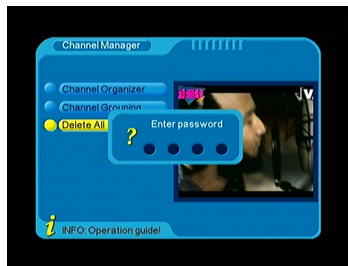 Channel Manager
Channel Organizer
Channel Grouping
Delete All
Enter password
?
i INFO: Operation guide!